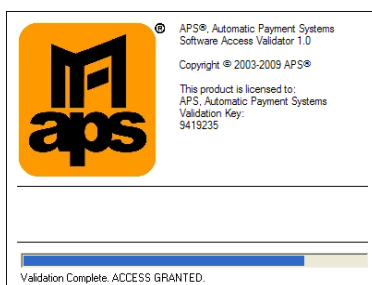 ®
aps
APS®, Automatic Payment Systems
Software Access Validator 1.0
Copyright © 2003-2009 APS®
This product is licensed to:
APS, Automatic Payment Systems
Validation Key:
9419235
Validation Complete. ACCESS GRANTED.